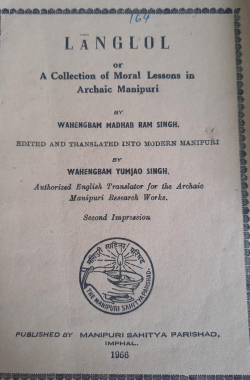 164
LĀNGLOL
or
A Collection of Moral Lessons in
Archaic Manipuri
BY
WAHENGBAM MADHAB RAM SINGH.
EDITED AND TRANSLATED INTO MODERN MANIPURI
BY
WAHENGBAM YUMJAO SINGH.
Authorized English Translator for the Archaic
Manipuri Research Works.
Second Impression
THE MANIPURI SAHITYA PARISHAD
PUBLISHED BY MANIPURI SAHITYA PARISHAD,
IMPHAL.
1966